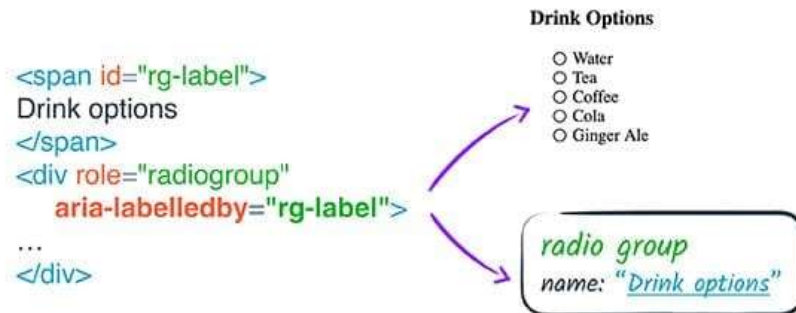 <span id="rg-label">
Drink options
</span>
<div role="radiogroup"
aria-labelledby="rg-label">
...
</div>
Drink Options
Water
Tea
Coffee
Cola
Ginger Ale
radio group
name: “Drink options”